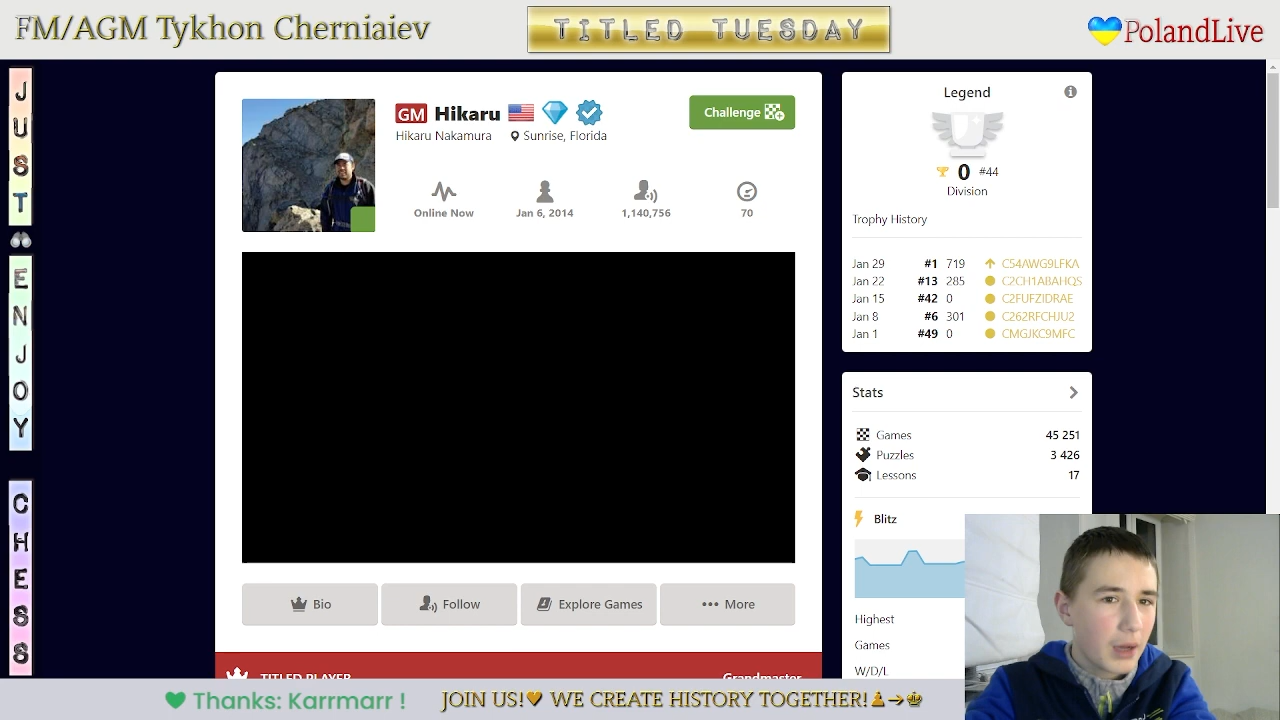 FM/AGM Tykhon Cherniaiev
TITLED TUESDAY
PolandLive
JUST
ENJOY
CHESS
GM Hikaru
Hikaru Nakamura
Sunrise, Florida
Challenge
Online Now
Jan 6, 2014
1,140,756
70
Bio
Follow
Explore Games
More
TITLED PLAYER
Grandmaster
Legend
0 #44
Division
Trophy History
Jan 29 #1 719 C54AWG9LFKA
Jan 22 #13 285 C2CH1ABAHQS
Jan 15 #42 0 C2FUFZIDRAE
Jan 8 #6 301 C262RFCHJU2
Jan 1 #49 0 CMGJKC9MFC
Stats
Games 45 251
Puzzles 3 426
Lessons 17
Blitz
Highest
Games
W/D/L
Thanks: Karrmarr !
JOIN US!🧡 WE CREATE HISTORY TOGETHER!♟→♚